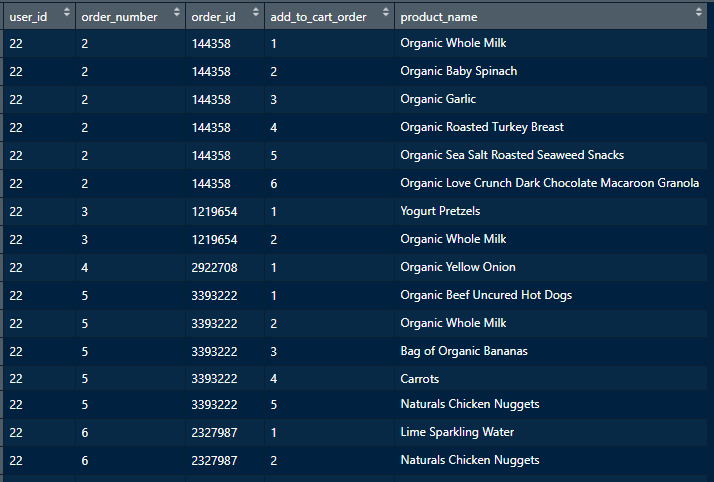 user_id order_number order_id add_to_cart_order product_name
22 2 144358 1 Organic Whole Milk
22 2 144358 2 Organic Baby Spinach
22 2 144358 3 Organic Garlic
22 2 144358 4 Organic Roasted Turkey Breast
22 2 144358 5 Organic Sea Salt Roasted Seaweed Snacks
22 2 144358 6 Organic Love Crunch Dark Chocolate Macaroon Granola
22 3 1219654 1 Yogurt Pretzels
22 3 1219654 2 Organic Whole Milk
22 4 2922708 1 Organic Yellow Onion
22 5 3393222 1 Organic Beef Uncured Hot Dogs
22 5 3393222 2 Organic Whole Milk
22 5 3393222 3 Bag of Organic Bananas
22 5 3393222 4 Carrots
22 5 3393222 5 Naturals Chicken Nuggets
22 6 2327987 1 Lime Sparkling Water
22 6 2327987 2 Naturals Chicken Nuggets